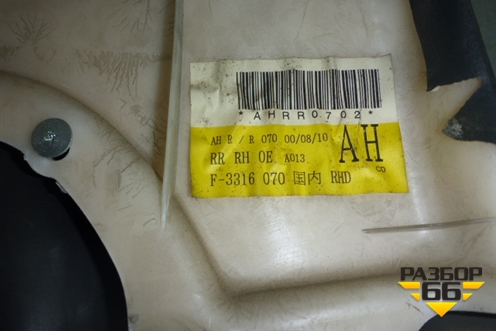 * AHRR0702 *
AH R / R 070 00/08/10
RR RH OE A013
AH
F-3316 070 国内 RHD
РАЗБОР
66